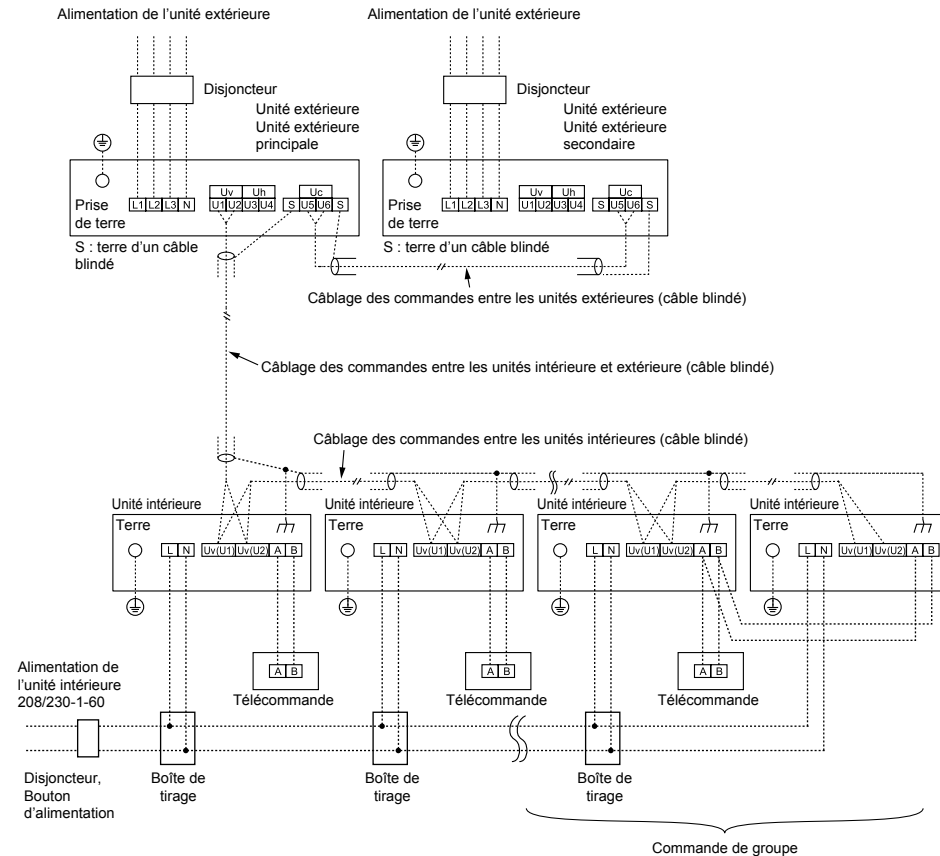 Alimentation de l'unité extérieure
Alimentation de l'unité extérieure
Disjoncteur
Disjoncteur
Unité extérieure
Unité extérieure
principale
Unité extérieure
Unité extérieure
secondaire
Prise
de terre
L1 L2 L3 N
Uv Uh
U1 U2 U3 U4
Uc
S U5 U6 S
Prise
de terre
L1 L2 L3 N
Uv Uh
U1 U2 U3 U4
Uc
S U5 U6 S
S : terre d'un câble
blindé
S : terre d'un câble blindé
Câblage des commandes entre les unités extérieures (câble blindé)
Câblage des commandes entre les unités intérieure et extérieure (câble blindé)
Câblage des commandes entre les unités intérieures (câble blindé)
Unité intérieure
Unité intérieure
Unité intérieure
Unité intérieure
Terre
Terre
Terre
Terre
L N Uv(U1) Uv(U2) A B
L N Uv(U1) Uv(U2) A B
L N Uv(U1) Uv(U2) A B
L N Uv(U1) Uv(U2) A B
A B
A B
A B
Télécommande
Télécommande
Télécommande
Alimentation de
l'unité intérieure
208/230-1-60
Disjoncteur,
Bouton
d'alimentation
Boîte de
tirage
Boîte de
tirage
Boîte de
tirage
Commande de groupe